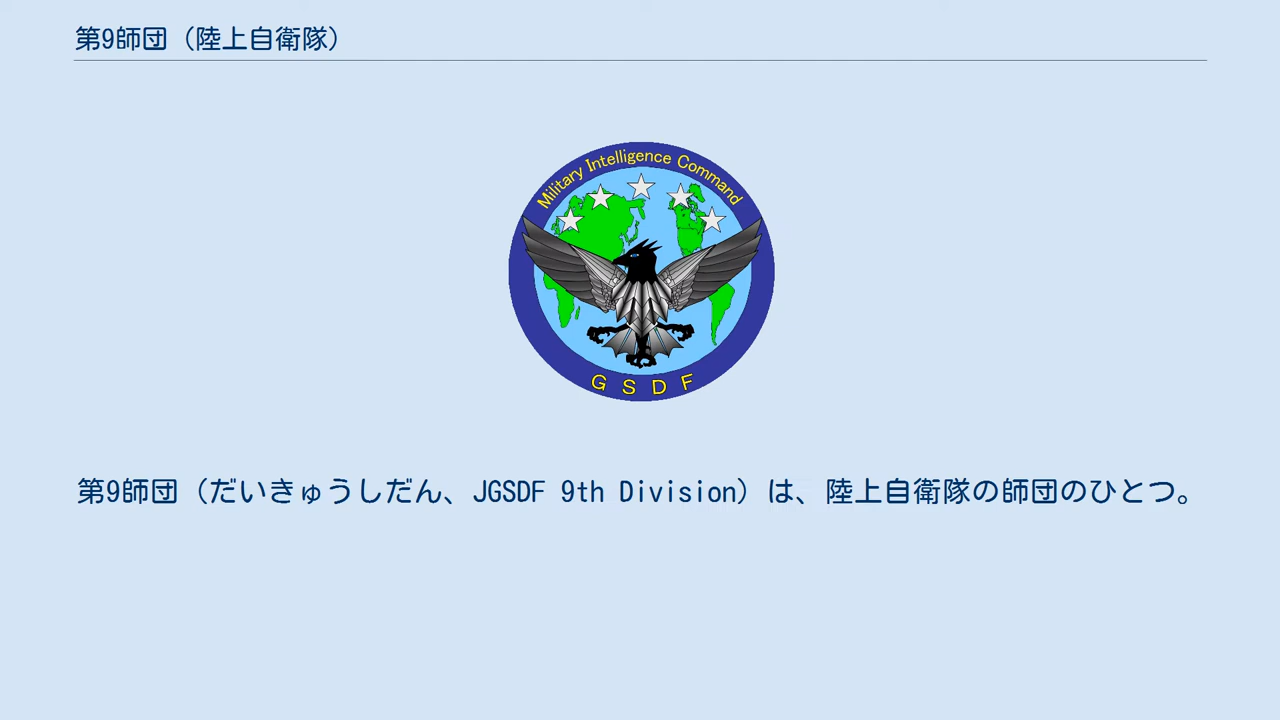 第9師団（陸上自衛隊）
Military Intelligence Command
GSDF
第9師団（だいきゅうしだん、JGSDF 9th Division）は、陸上自衛隊の師団のひとつ。